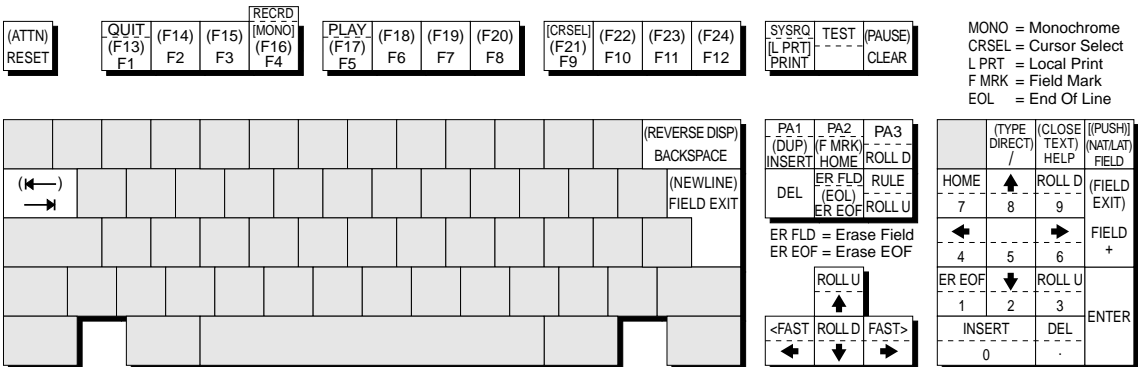 (ATTN)
RESET
QUIT
(F13)
F1
(F14)
F2
(F15)
F3
RECRD
[MONO]
(F16)
F4
PLAY
(F17)
F5
(F18)
F6
(F19)
F7
(F20)
F8
[CRSEL]
(F21)
F9
(F22)
F10
(F23)
F11
(F24)
F12
SYSRQ
[L PRT]
PRINT
TEST
(PAUSE)
CLEAR
MONO = Monochrome
CRSEL = Cursor Select
L PRT = Local Print
F MRK = Field Mark
EOL = End Of Line
(REVERSE DISP)
BACKSPACE
(NEWLINE)
FIELD EXIT
PA1
(DUP)
INSERT
PA2
(F MRK)
HOME
PA3
ROLL D
DEL
ER FLD
(EOL)
ER EOF
RULE
ROLL U
ER FLD = Erase Field
ER EOF = Erase EOF
ROLL U
<FAST
ROLL D
FAST>
(TYPE
DIRECT)
/
(CLOSE
TEXT)
HELP
[(PUSH)]
(NAT/LAT)
FIELD
HOME
7
8
ROLL D
9
(FIELD
EXIT)
FIELD
+
4
5
6
ER EOF
1
2
ROLL U
3
ENTER
INSERT
0
DEL
.